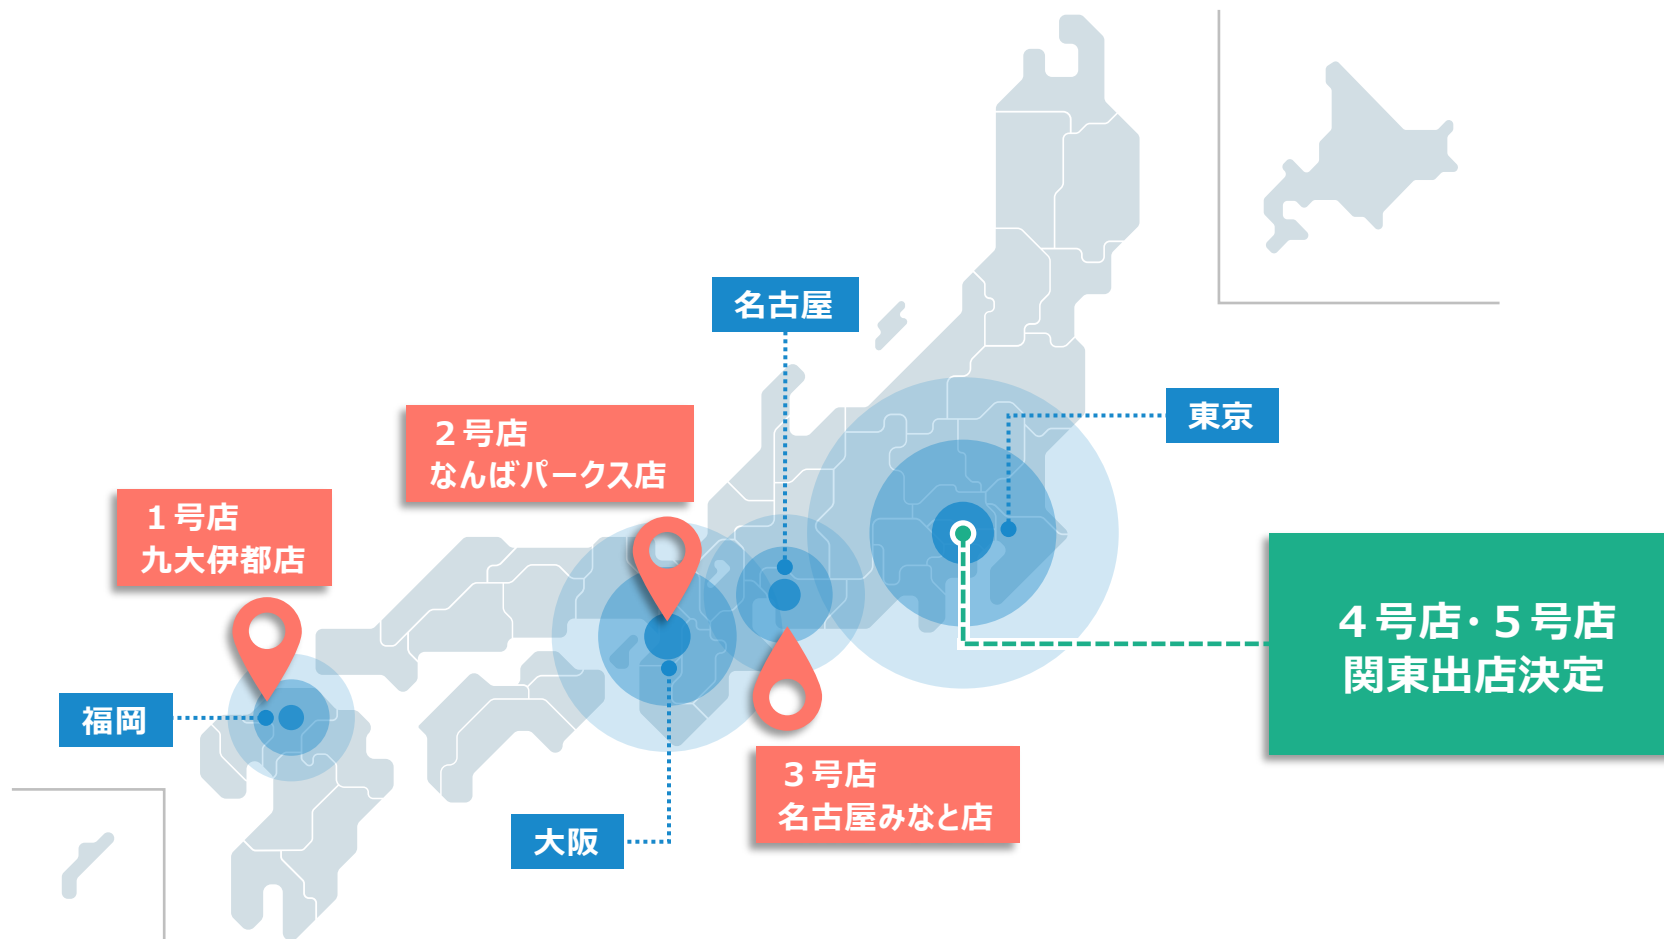 名古屋
東京
２号店
なんばパークス店
１号店
九大伊都店
４号店・５号店
関東出店決定
福岡
３号店
名古屋みなと店
大阪